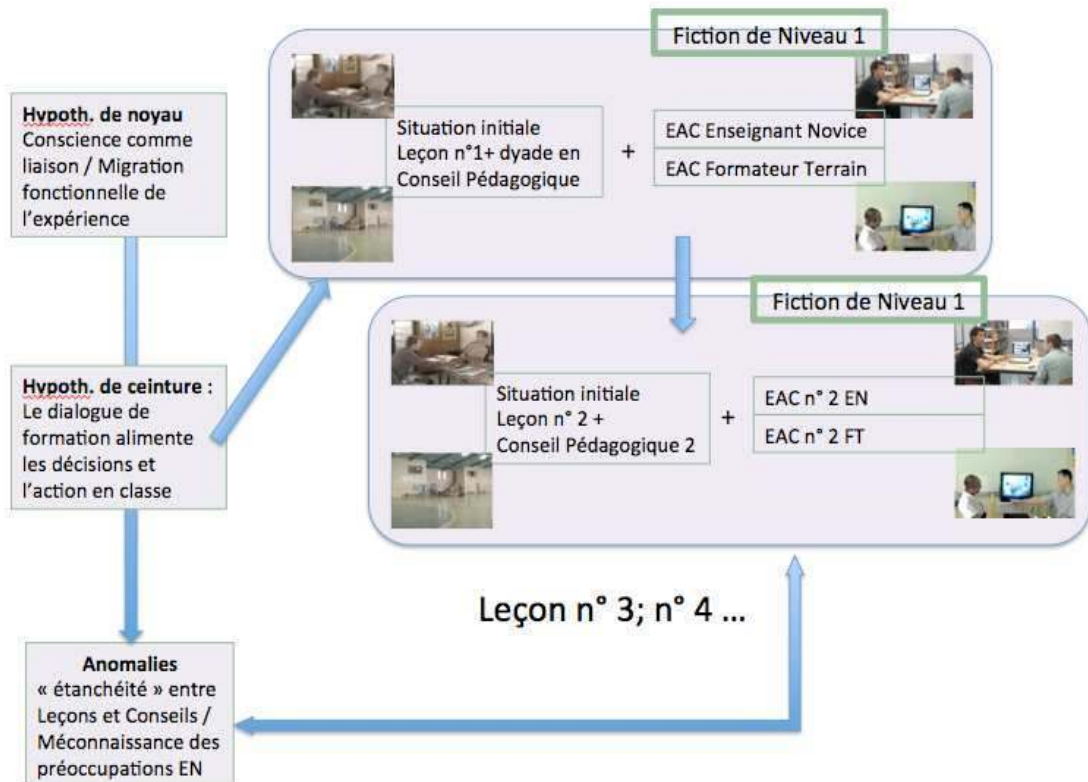 Fiction de Niveau 1
Hypoth. de noyau
Conscience comme
liaison / Migration
fonctionnelle de
l'expérience
Situation initiale
Leçon n°1+ dyade en
Conseil Pédagogique
+
EAC Enseignant Novice
EAC Formateur Terrain
Fiction de Niveau 1
Hypoth. de ceinture :
Le dialogue de
formation alimente
les décisions et
l'action en classe
Situation initiale
Leçon n° 2 +
Conseil Pédagogique 2
+
EAC n° 2 EN
EAC n° 2 FT
Leçon n° 3; n° 4 ...
Anomalies
« étanchéité » entre
Leçons et Conseils /
Méconnaissance des
préoccupations EN